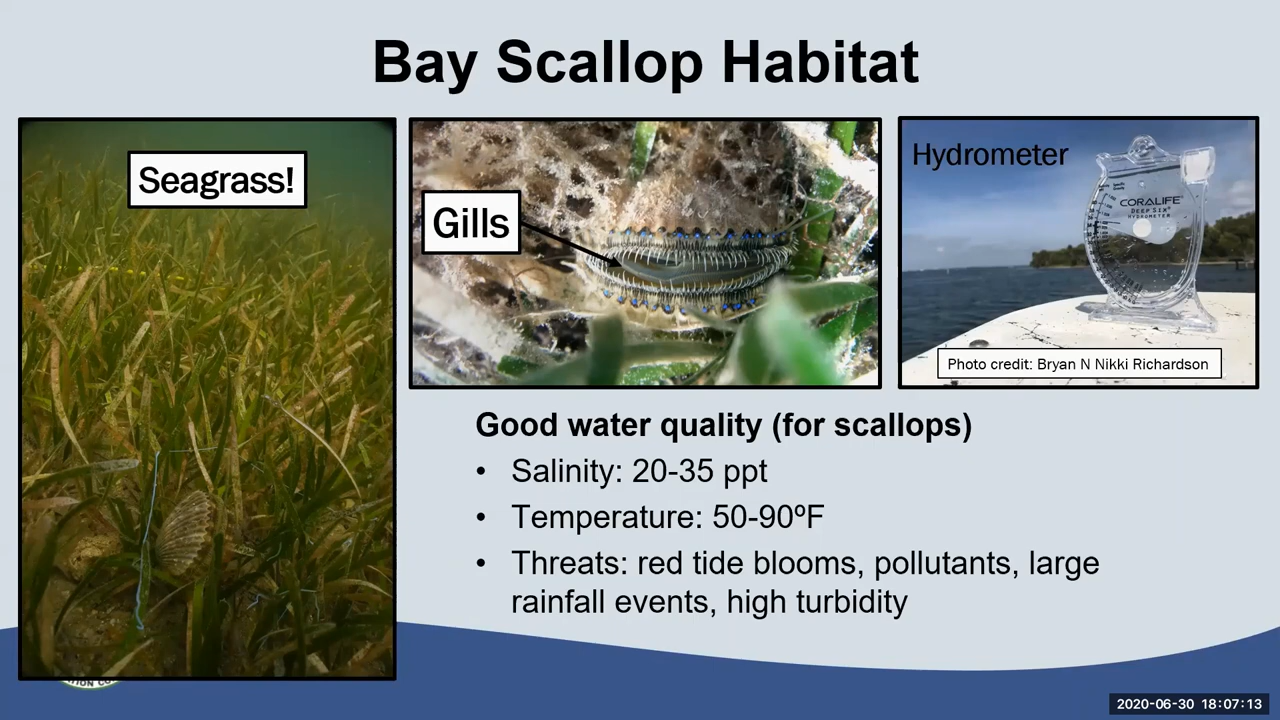 Bay Scallop Habitat
Seagrass!
Gills
Hydrometer
CORALIFE
DEEP SIX
HYDROMETER
Photo credit: Bryan N Nikki Richardson
Good water quality (for scallops)
• Salinity: 20-35 ppt
• Temperature: 50-90ºF
• Threats: red tide blooms, pollutants, large
rainfall events, high turbidity
2020-06-30 18:07:13